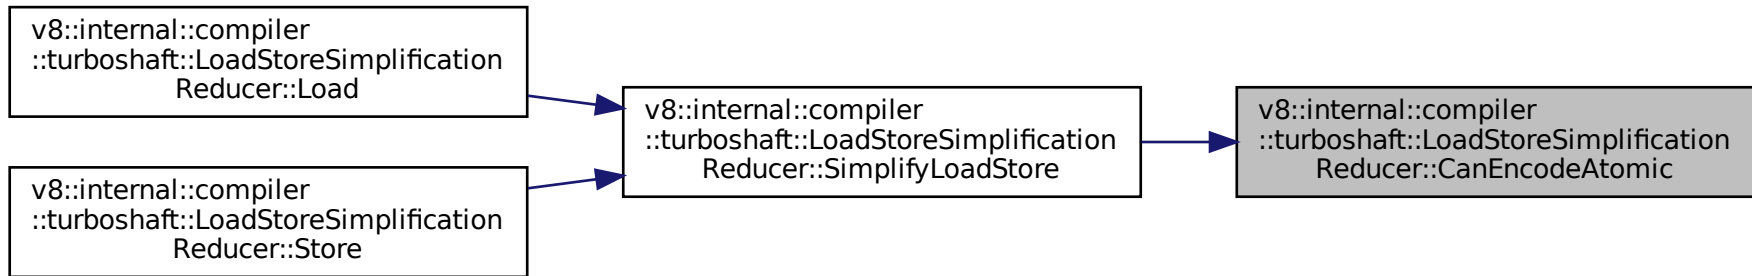 v8::internal::compiler
::turboshaft::LoadStoreSimplification
Reducer::Load
v8::internal::compiler
::turboshaft::LoadStoreSimplification
Reducer::Store
v8::internal::compiler
::turboshaft::LoadStoreSimplification
Reducer::SimplifyLoadStore
v8::internal::compiler
::turboshaft::LoadStoreSimplification
Reducer::CanEncodeAtomic